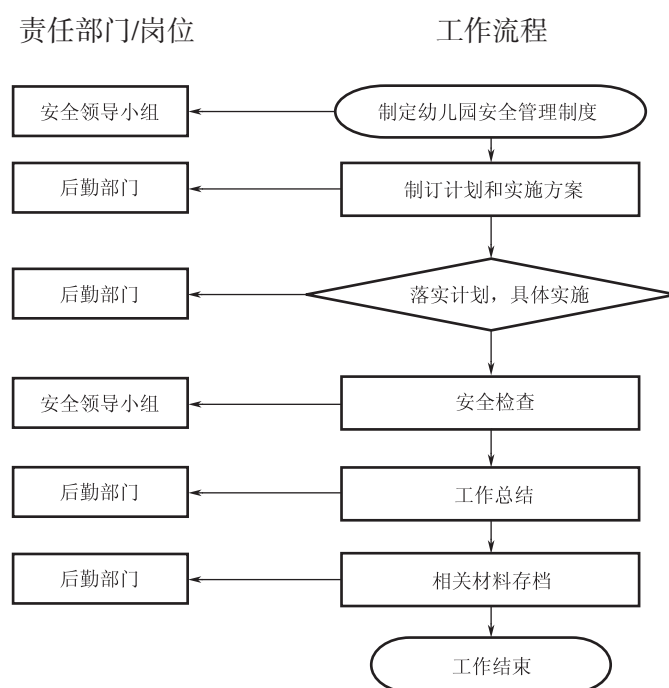 责任部门/岗位
工作流程
安全领导小组
制定幼儿园安全管理制度
后勤部门
制订计划和实施方案
后勤部门
落实计划，具体实施
安全领导小组
安全检查
后勤部门
工作总结
后勤部门
相关材料存档
工作结束